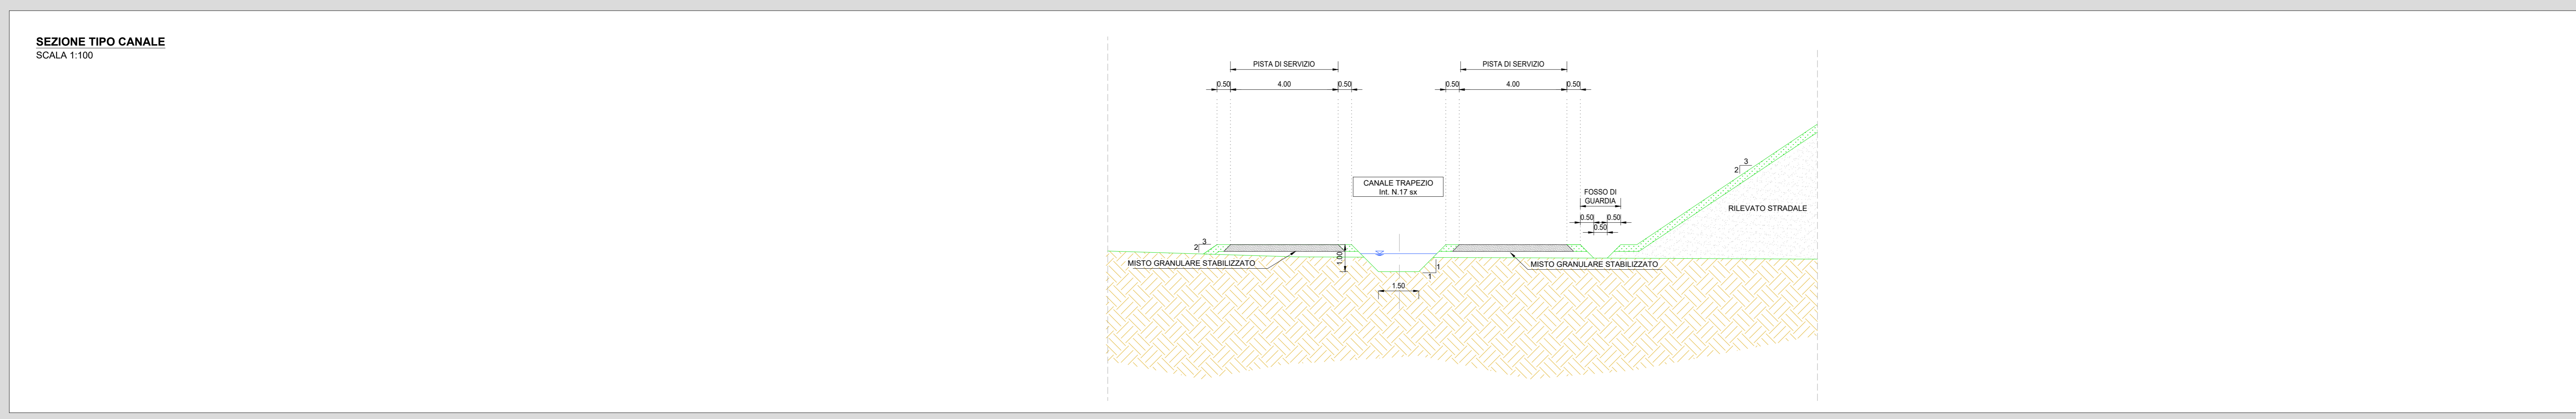 SEZIONE TIPO CANALE
SCALA 1:100
PISTA DI SERVIZIO
PISTA DI SERVIZIO
0.50
4.00
0.50
0.50
4.00
0.50
3
2
CANALE TRAPEZIO
Int. N.17 sx
FOSSO DI
GUARDIA
RILEVATO STRADALE
0.50
0.50
0.50
3
2
1.00
MISTO GRANULARE STABILIZZATO
MISTO GRANULARE STABILIZZATO
1
1
1.50